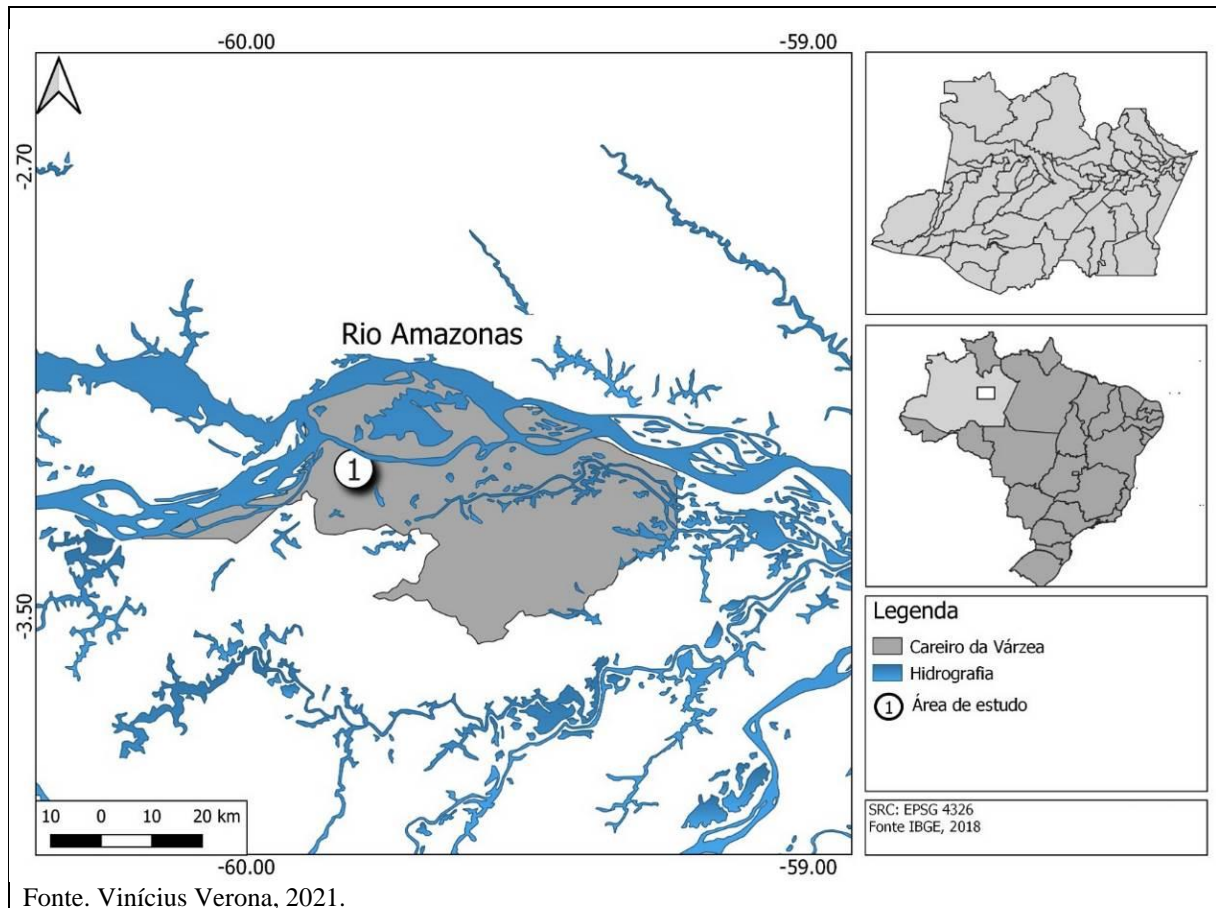 -60.00
-59.00
-2.70
Rio Amazonas
1
-3.50
10 0 10 20 km
-60.00
-59.00
Legenda
Careiro da Várzea
Hidrografia
1 Área de estudo
SRC: EPSG 4326
Fonte IBGE, 2018
Fonte. Vinícius Verona, 2021.